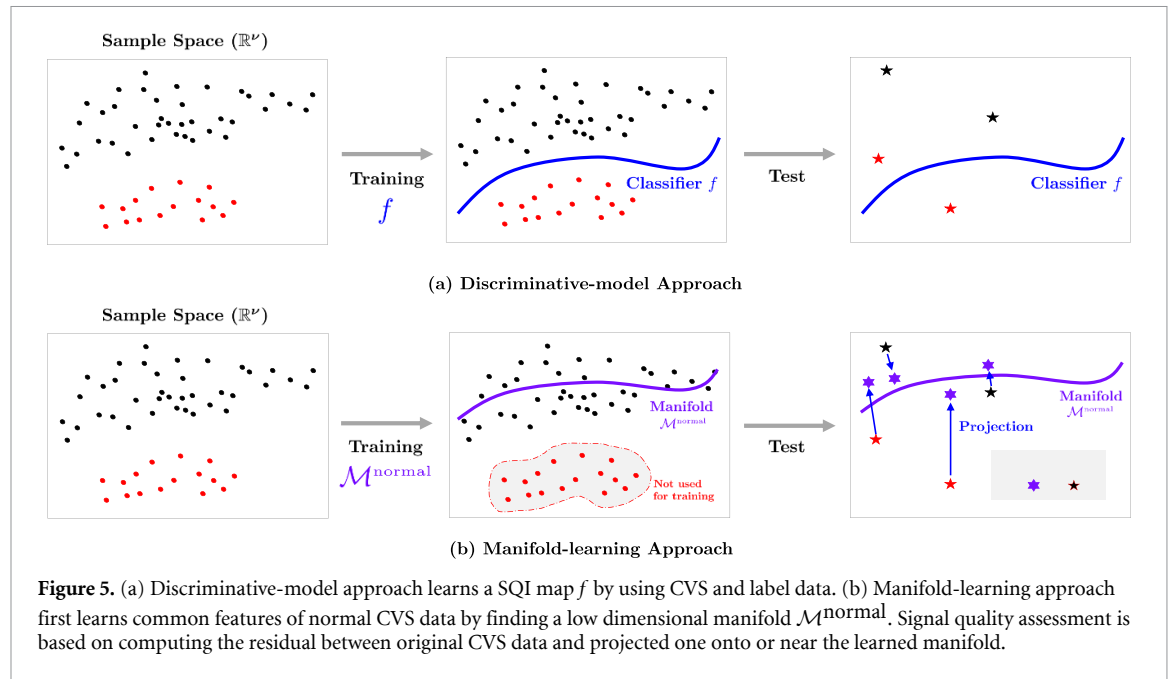 Sample Space (ℝ^ν)
Training
f
Classifier f
Test
Classifier f
(a) Discriminative-model Approach
Sample Space (ℝ^ν)
Training
ℳ^normal
Manifold
ℳ^normal
Not used
for training
Test
Manifold
ℳ^normal
Projection
(b) Manifold-learning Approach
Figure 5. (a) Discriminative-model approach learns a SQI map f by using CVS and label data. (b) Manifold-learning approach
first learns common features of normal CVS data by finding a low dimensional manifold ℳ^normal. Signal quality assessment is
based on computing the residual between original CVS data and projected one onto or near the learned manifold.